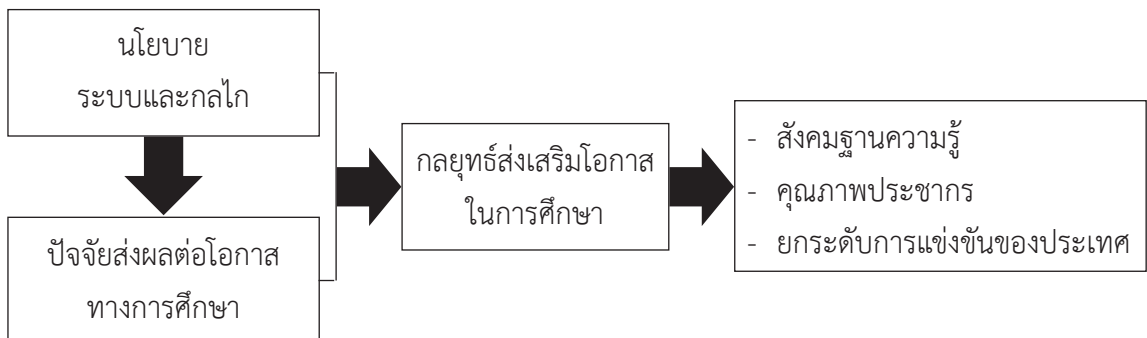 นโยบาย
ระบบและกลไก
ปัจจัยส่งผลต่อโอกาส
ทางการศึกษา
กลยุทธ์ส่งเสริมโอกาส
ในการศึกษา
- สังคมฐานความรู้
- คุณภาพประชากร
- ยกระดับการแข่งขันของประเทศ